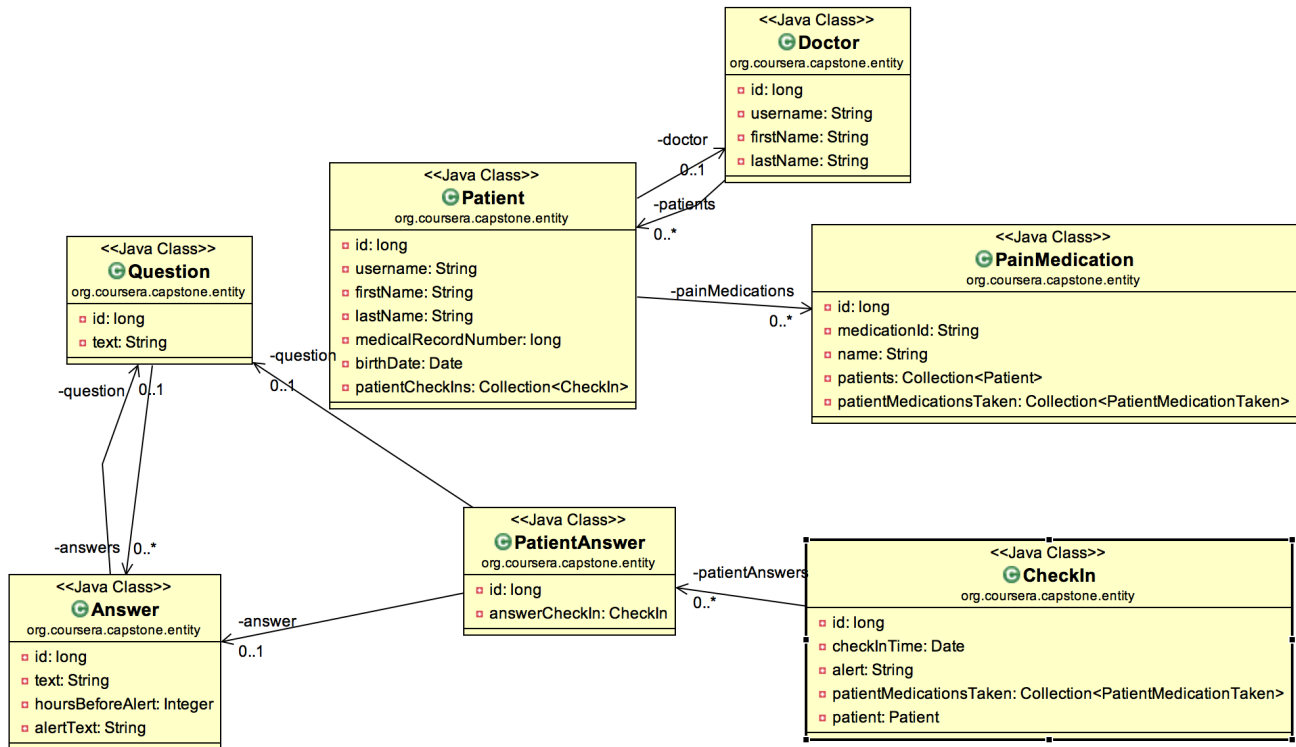 <<Java Class>>
Doctor
org.coursera.capstone.entity
id: long
username: String
firstName: String
lastName: String
-doctor
0..1
-patients
0..*
<<Java Class>>
Patient
org.coursera.capstone.entity
id: long
username: String
firstName: String
lastName: String
medicalRecordNumber: long
birthDate: Date
patientCheckIns: Collection<CheckIn>
-painMedications
0..*
<<Java Class>>
PainMedication
org.coursera.capstone.entity
id: long
medicationId: String
name: String
patients: Collection<Patient>
patientMedicationsTaken: Collection<PatientMedicationTaken>
<<Java Class>>
Question
org.coursera.capstone.entity
id: long
text: String
-question
0..1
-question
0..1
-answers
0..*
<<Java Class>>
Answer
org.coursera.capstone.entity
id: long
text: String
hoursBeforeAlert: Integer
alertText: String
-answer
0..1
<<Java Class>>
PatientAnswer
org.coursera.capstone.entity
id: long
answerCheckIn: CheckIn
-patientAnswers
0..*
<<Java Class>>
CheckIn
org.coursera.capstone.entity
id: long
checkInTime: Date
alert: String
patientMedicationsTaken: Collection<PatientMedicationTaken>
patient: Patient